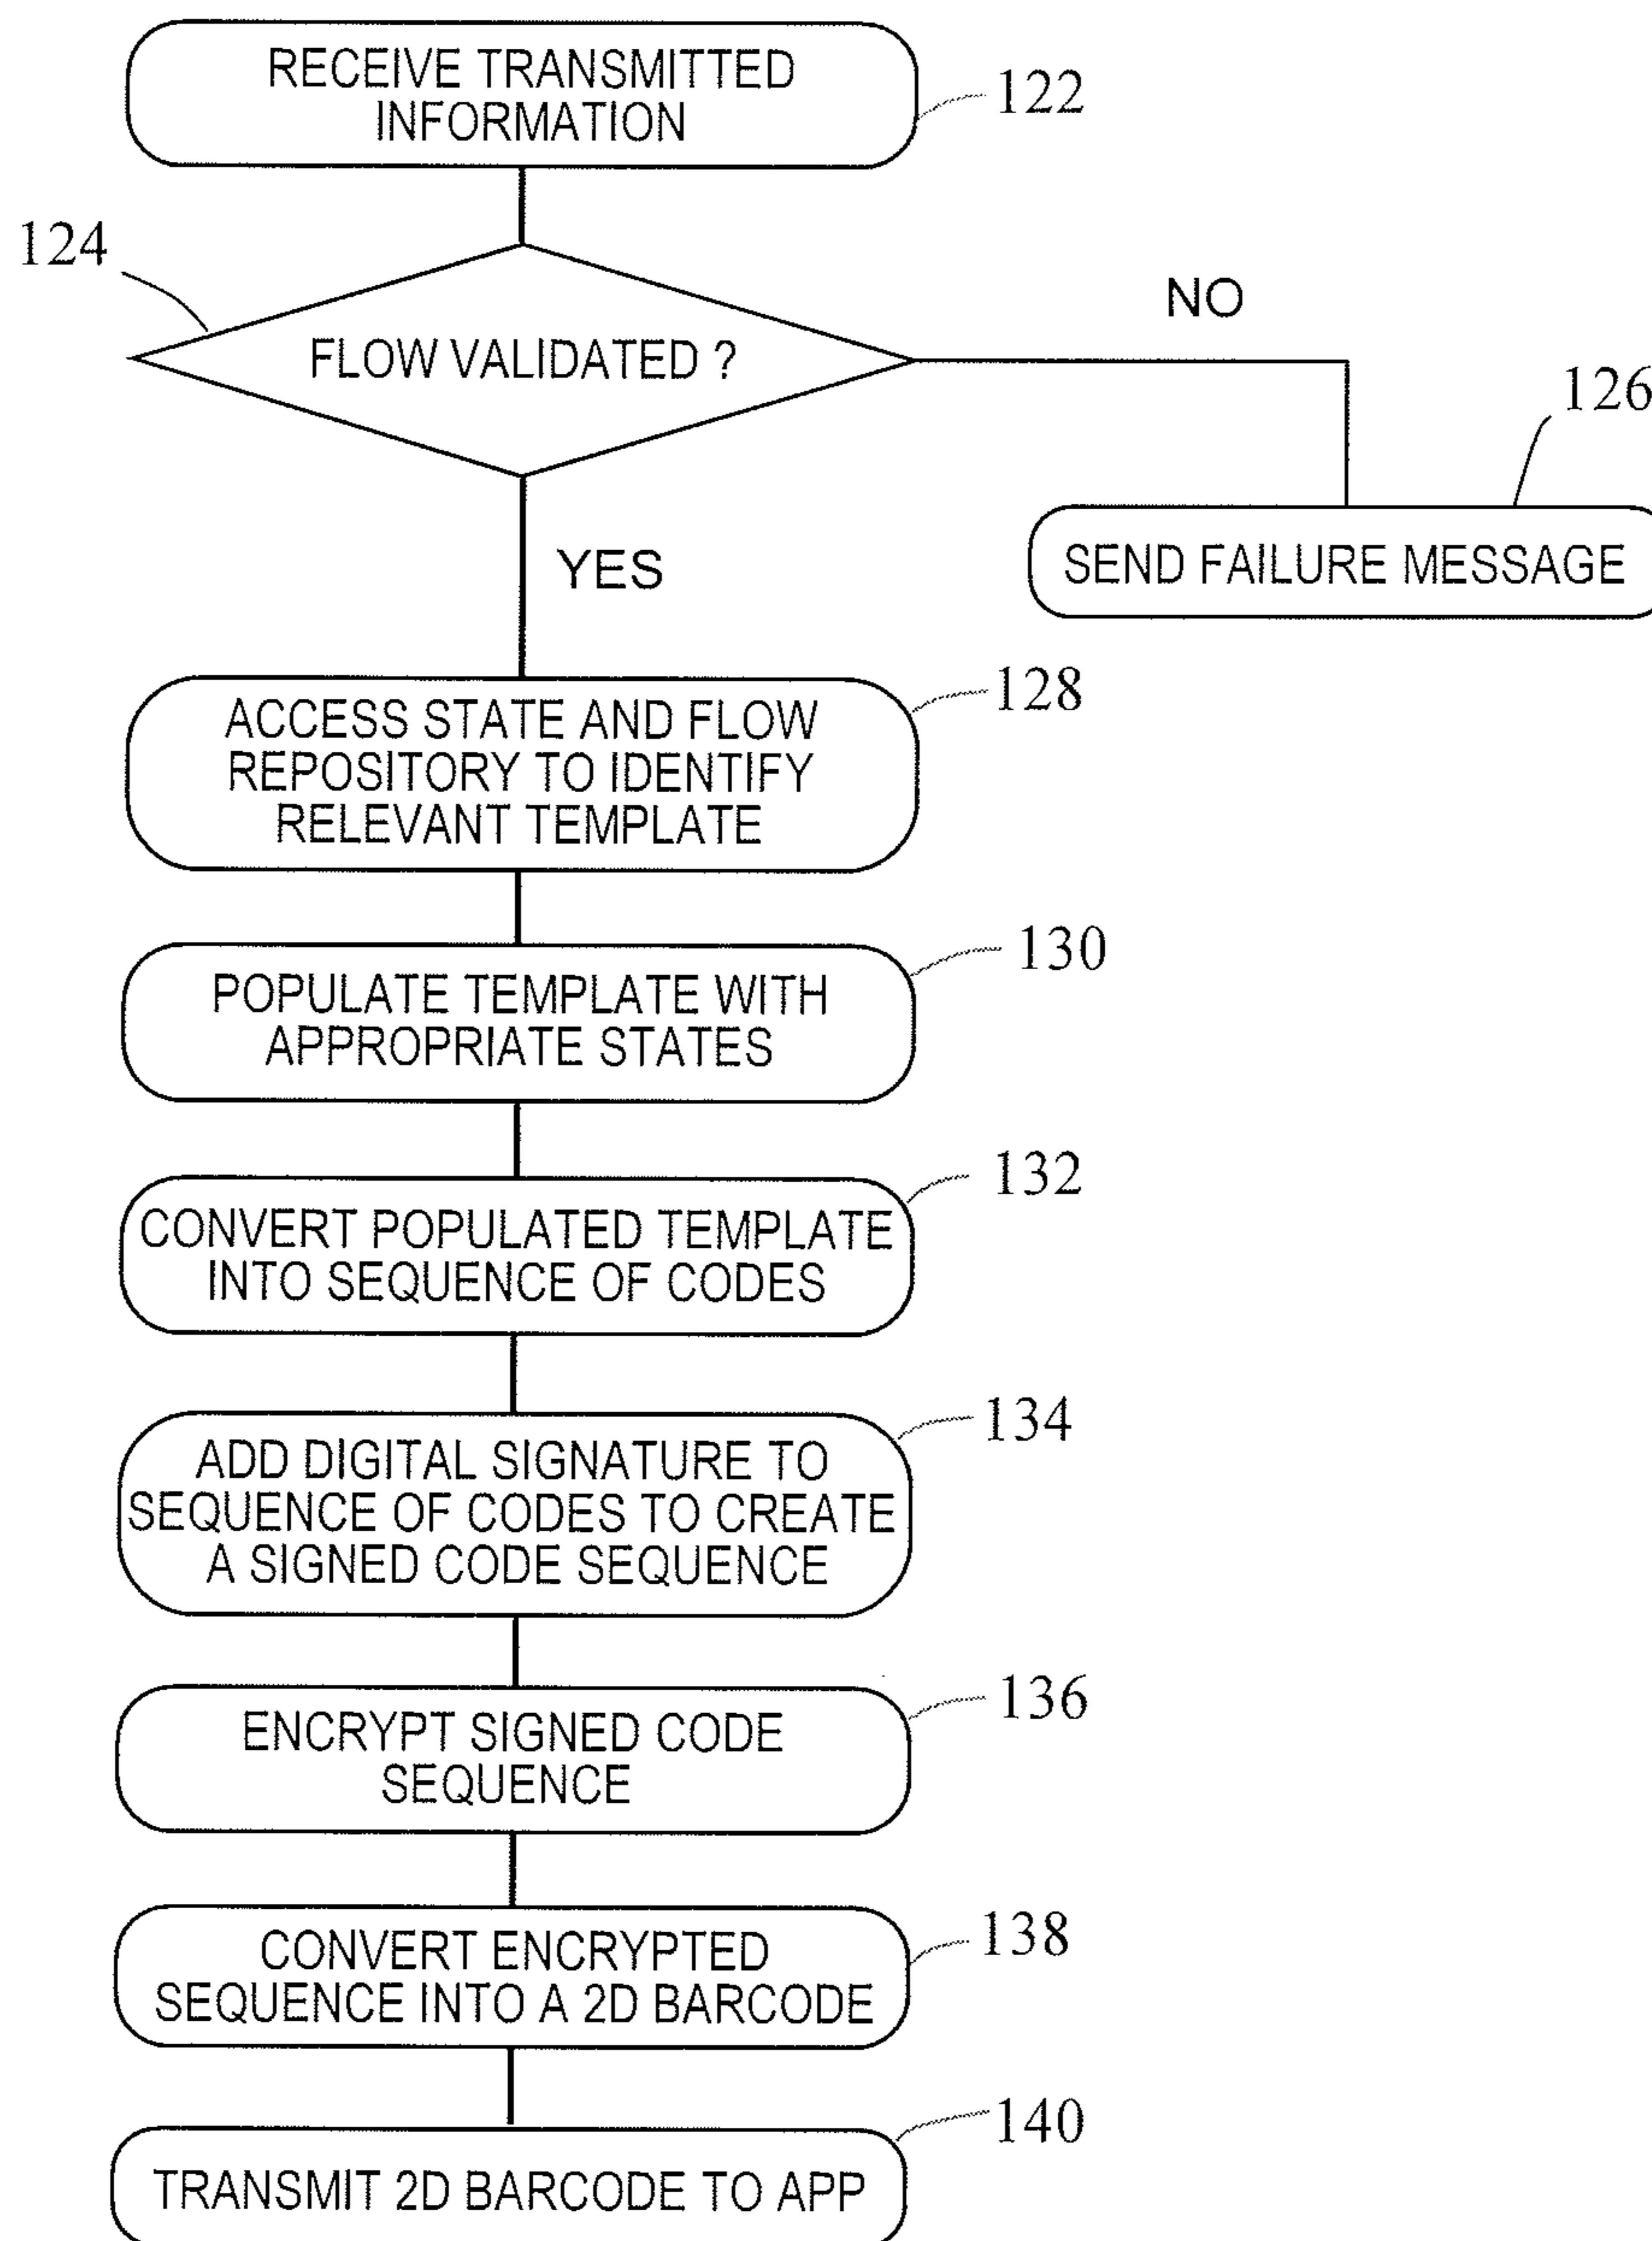 RECEIVE TRANSMITTED
INFORMATION
122
124
FLOW VALIDATED ?
NO
126
SEND FAILURE MESSAGE
YES
128
ACCESS STATE AND FLOW
REPOSITORY TO IDENTIFY
RELEVANT TEMPLATE
130
POPULATE TEMPLATE WITH
APPROPRIATE STATES
132
CONVERT POPULATED TEMPLATE
INTO SEQUENCE OF CODES
134
ADD DIGITAL SIGNATURE TO
SEQUENCE OF CODES TO CREATE
A SIGNED CODE SEQUENCE
136
ENCRYPT SIGNED CODE
SEQUENCE
138
CONVERT ENCRYPTED
SEQUENCE INTO A 2D BARCODE
140
TRANSMIT 2D BARCODE TO APP